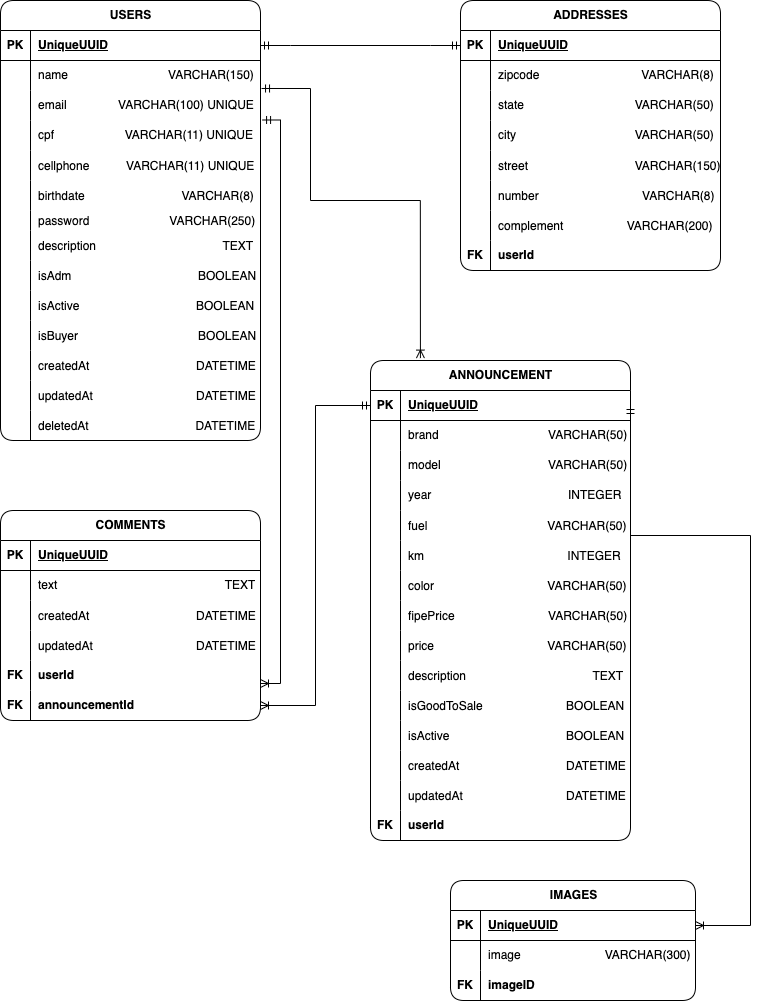 USERS
PK UniqueUUID
name VARCHAR(150)
email VARCHAR(100) UNIQUE
cpf VARCHAR(11) UNIQUE
cellphone VARCHAR(11) UNIQUE
birthdate VARCHAR(8)
password VARCHAR(250)
description TEXT
isAdm BOOLEAN
isActive BOOLEAN
isBuyer BOOLEAN
createdAt DATETIME
updatedAt DATETIME
deletedAt DATETIME
ADDRESSES
PK UniqueUUID
zipcode VARCHAR(8)
state VARCHAR(50)
city VARCHAR(50)
street VARCHAR(150)
number VARCHAR(8)
complement VARCHAR(200)
FK userId
ANNOUNCEMENT
PK UniqueUUID
brand VARCHAR(50)
model VARCHAR(50)
year INTEGER
fuel VARCHAR(50)
km INTEGER
color VARCHAR(50)
fipePrice VARCHAR(50)
price VARCHAR(50)
description TEXT
isGoodToSale BOOLEAN
isActive BOOLEAN
createdAt DATETIME
updatedAt DATETIME
FK userId
COMMENTS
PK UniqueUUID
text TEXT
createdAt DATETIME
updatedAt DATETIME
FK userId
FK announcementId
IMAGES
PK UniqueUUID
image VARCHAR(300)
FK imageID